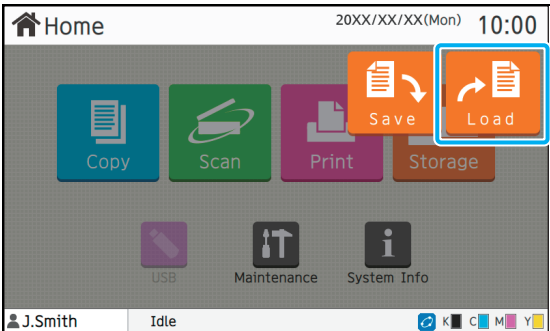 Home
20XX/XX/XX(Mon) 10:00
Save Load
Copy Scan Print Storage
USB Maintenance System Info
J.Smith Idle K C M Y